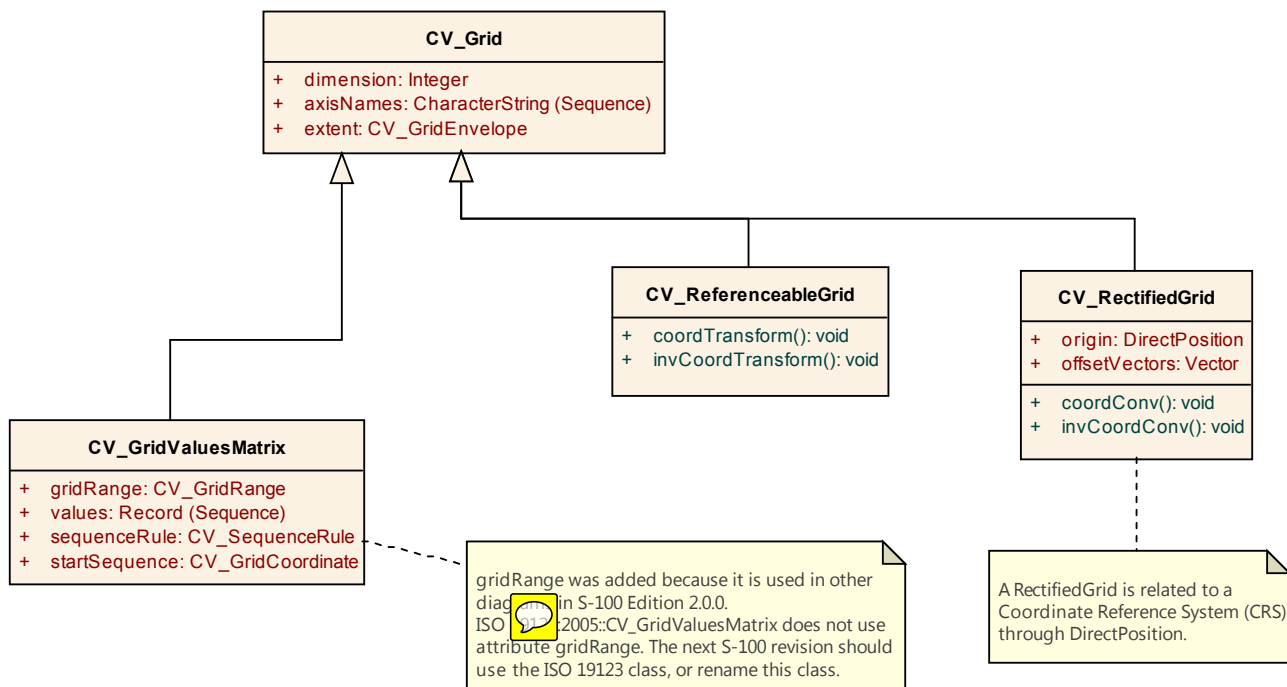 CV_Grid
+ dimension: Integer
+ axisNames: CharacterString (Sequence)
+ extent: CV_GridEnvelope
CV_ReferenceableGrid
+ coordTransform(): void
+ invCoordTransform(): void
CV_RectifiedGrid
+ origin: DirectPosition
+ offsetVectors: Vector
+ coordConv(): void
+ invCoordConv(): void
CV_GridValuesMatrix
+ gridRange: CV_GridRange
+ values: Record (Sequence)
+ sequenceRule: CV_SequenceRule
+ startSequence: CV_GridCoordinate
gridRange was added because it is used in other
in S-100 Edition 2.0.0.
ISO :2005::CV_GridValuesMatrix does not use
attribute gridRange. The next S-100 revision should
use the ISO 19123 class, or rename this class.
A RectifiedGrid is related to a
Coordinate Reference System (CRS)
through DirectPosition.